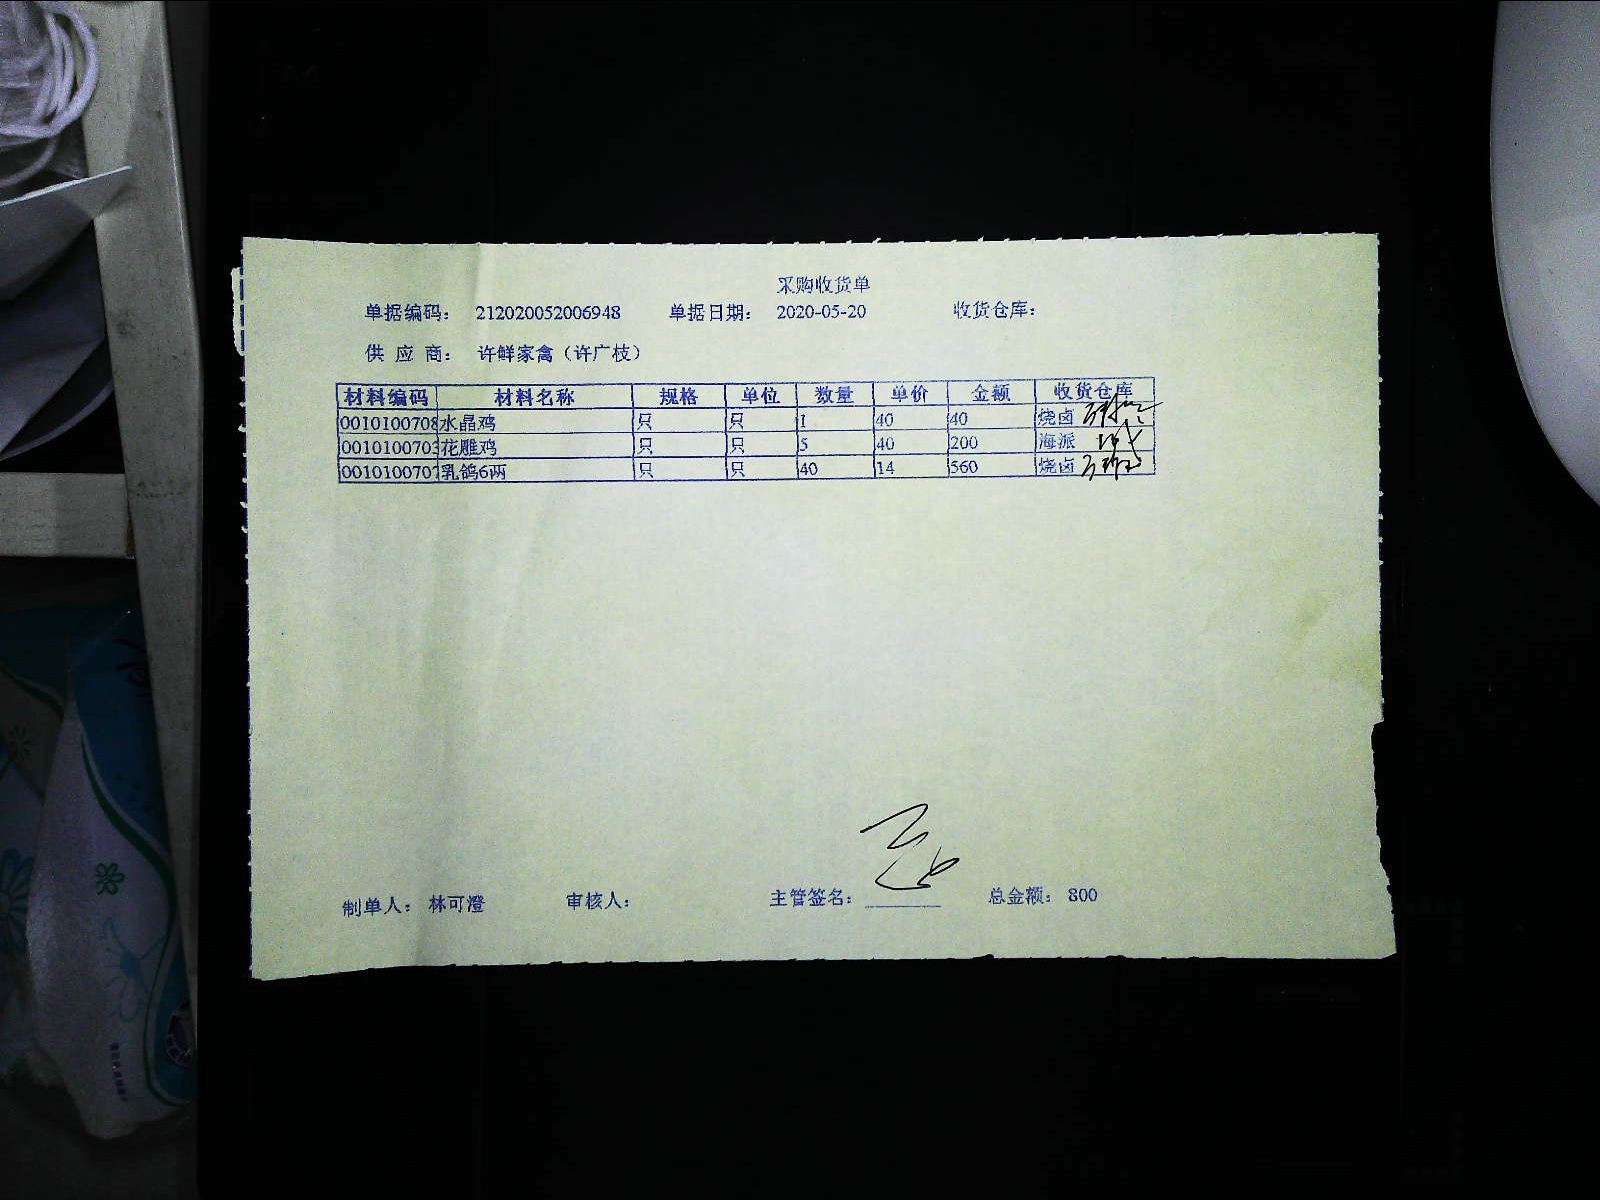 采购收货单
单据编码： 212020052006948 单据日期： 2020-05-20 收货仓库：
供 应 商： 许鲜家禽（许广枝）
材料编码 材料名称 规格 单位 数量 单价 金额 收货仓库
0010100708 水晶鸡 只 只 1 40 40 烧卤
0010100703 花雕鸡 只 只 5 40 200 海派
0010100707 乳鸽6两 只 只 40 14 560 烧卤
制单人： 林可澄 审核人： 主管签名： 总金额： 800